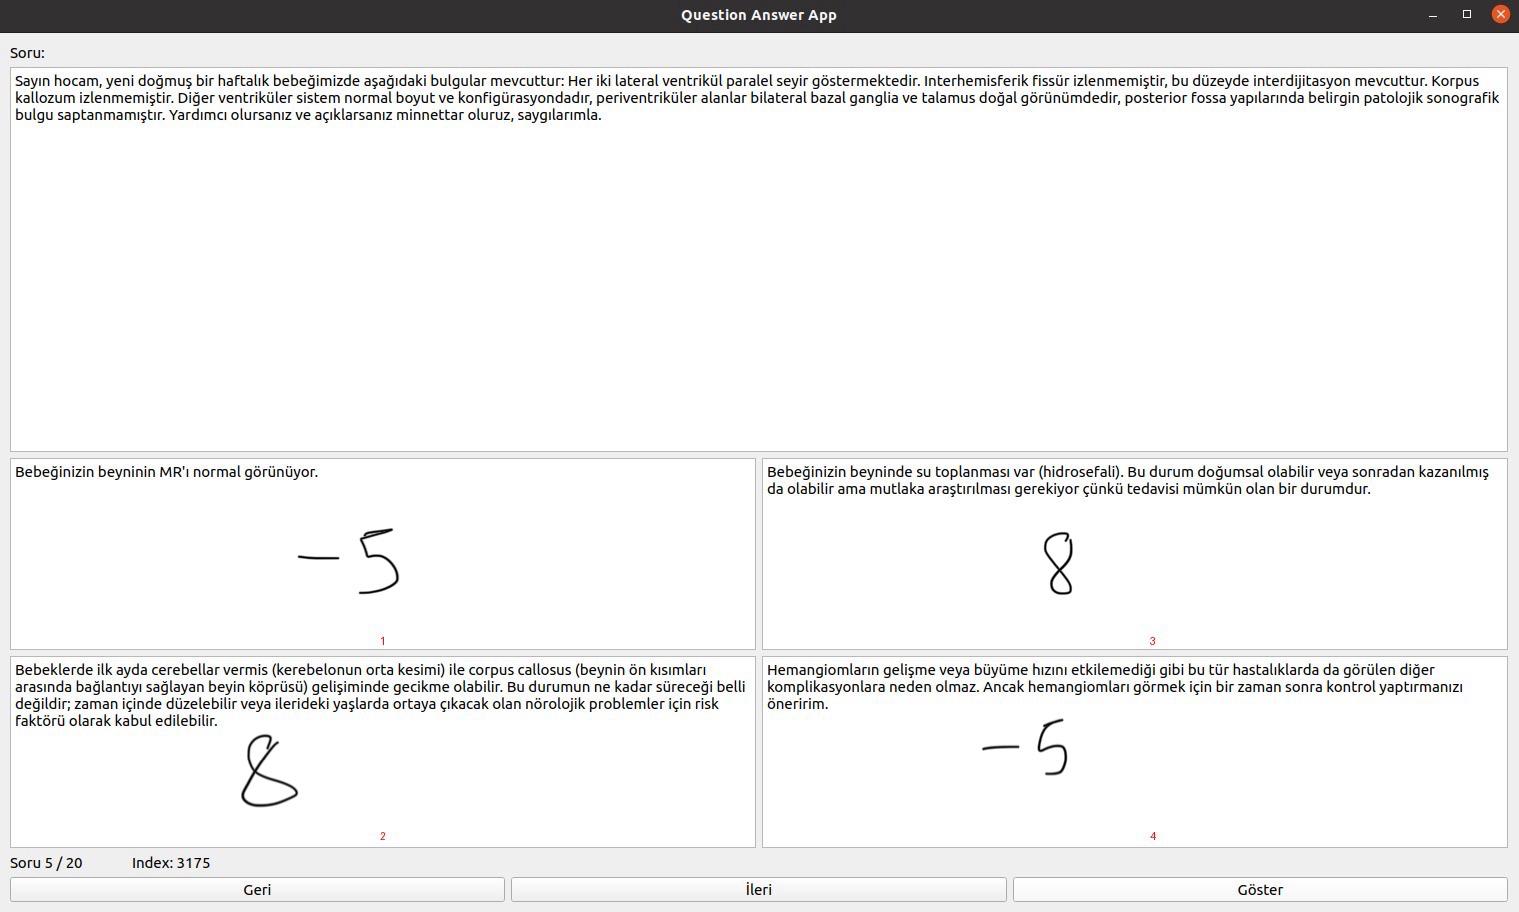 Question Answer App
Soru:
Sayın hocam, yeni doğmuş bir haftalık bebeğimizde aşağıdaki bulgular mevcuttur: Her iki lateral ventrikül paralel seyir göstermektedir. Interhemisferik fissür izlenmemiştir, bu düzeyde interdijitasyon mevcuttur. Korpus
kallozum izlenmemiştir. Diğer ventriküler sistem normal boyut ve konfigürasyondadır, periventriküler alanlar bilateral bazal ganglia ve talamus doğal görünümdedir, posterior fossa yapılarında belirgin patolojik sonografik
bulgu saptanmamıştır. Yardımcı olursanız ve açıklarsanız minnettar oluruz, saygılarımla.
Bebeğinizin beyninin MR'ı normal görünüyor.
-5
1
Bebeğinizin beyninde su toplanması var (hidrosefali). Bu durum doğumsal olabilir veya sonradan kazanılmış
da olabilir ama mutlaka araştırılması gerekiyor çünkü tedavisi mümkün olan bir durumdur.
8
3
Bebeklerde ilk ayda cerebellar vermis (kerebelonun orta kesimi) ile corpus callosus (beynin ön kısımları
arasında bağlantıyı sağlayan beyin köprüsü) gelişiminde gecikme olabilir. Bu durumun ne kadar süreceği belli
değildir; zaman içinde düzelebilir veya ilerideki yaşlarda ortaya çıkacak olan nörolojik problemler için risk
faktörü olarak kabul edilebilir.
8
2
Hemangiomların gelişme veya büyüme hızını etkilemediği gibi bu tür hastalıklarda da görülen diğer
komplikasyonlara neden olmaz. Ancak hemangiomları görmek için bir zaman sonra kontrol yaptırmanızı
öneririm.
-5
4
Soru 5 / 20 Index: 3175
Geri İleri Göster